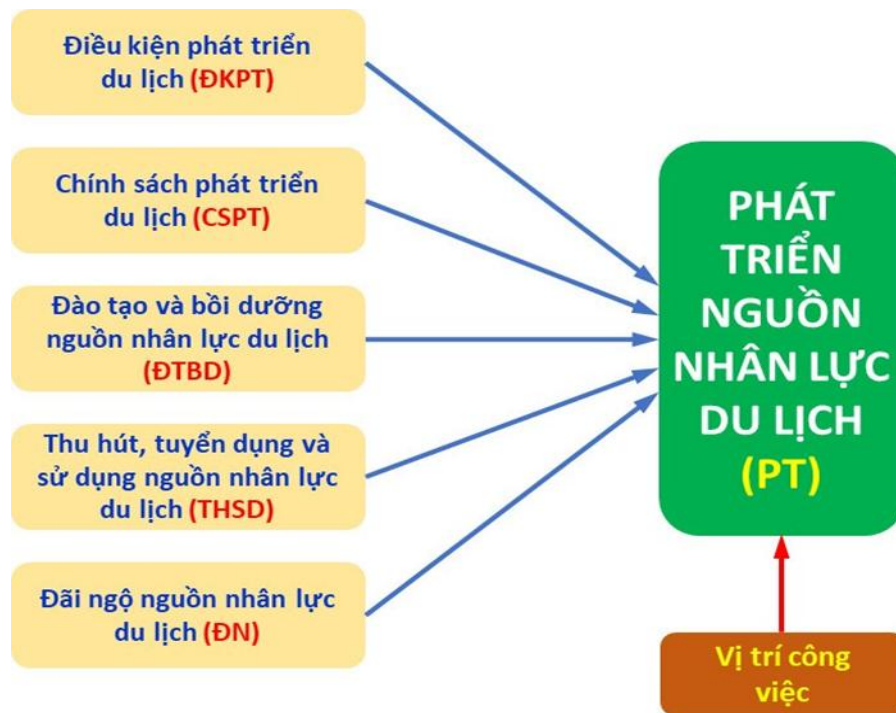 Điều kiện phát triển
du lịch (ĐKPT)
Chính sách phát triển
du lịch (CSPT)
Đào tạo và bồi dưỡng
nguồn nhân lực du lịch
(ĐTBD)
Thu hút, tuyển dụng và
sử dụng nguồn nhân lực
du lịch (THSD)
Đãi ngộ nguồn nhân lực
du lịch (ĐN)
PHÁT
TRIỂN
NGUỒN
NHÂN LỰC
DU LỊCH
(PT)
Vị trí công
việc